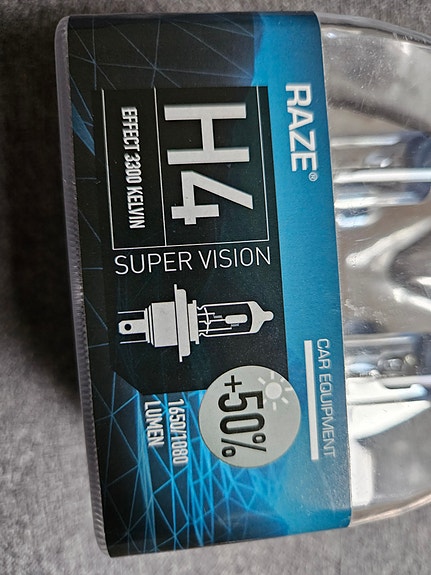 RAZE®
CAR EQUIPMENT
H4
EFFECT 3300 KELVIN
SUPER VISION
+50%
1650/1080
LUMEN